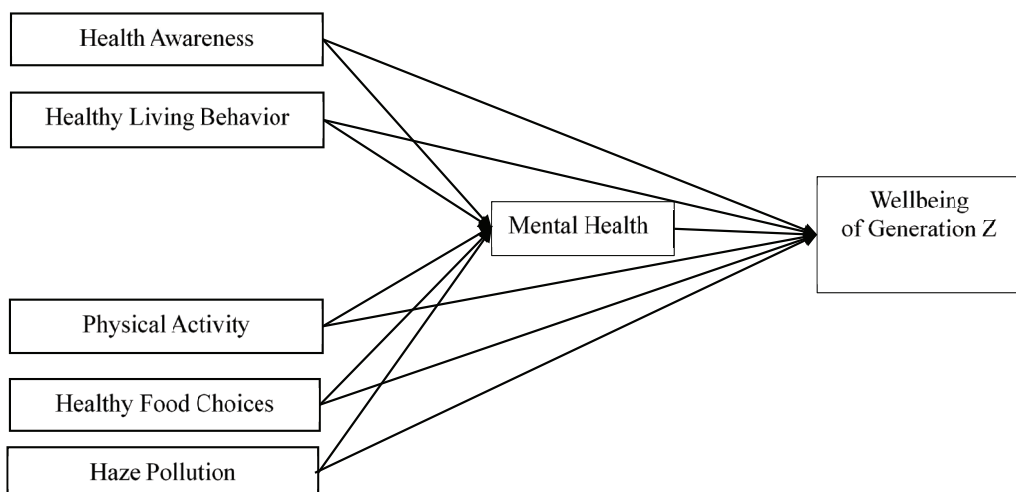 Health Awareness
Healthy Living Behavior
Mental Health
Wellbeing
of Generation Z
Physical Activity
Healthy Food Choices
Haze Pollution